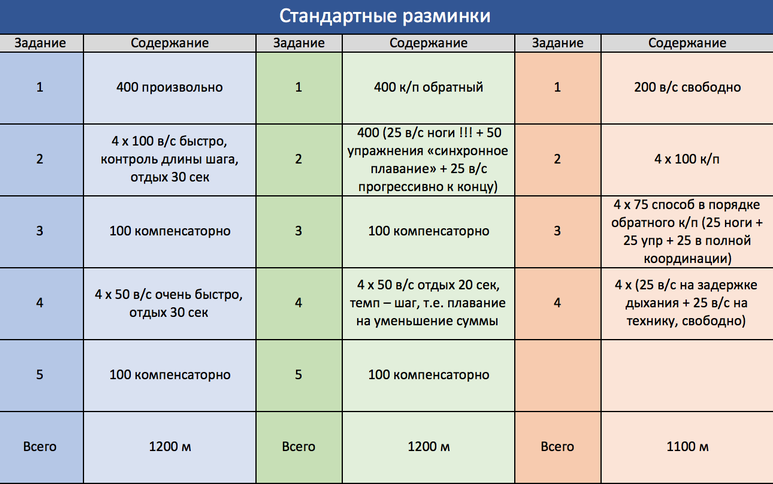 Стандартные разминки
Задание Содержание Задание Содержание Задание Содержание
1
400 произвольно
1
400 к/п обратный
1
200 в/с свободно
2
4 x 100 в/с быстро,
контроль длины шага,
отдых 30 сек
2
400 (25 в/с ноги !!! + 50
упражнения «синхронное
плавание» + 25 в/с
прогрессивно к концу)
2
4 x 100 к/п
3
100 компенсаторно
3
100 компенсаторно
3
4 x 75 способ в порядке
обратного к/п (25 ноги +
25 упр + 25 в полной
координации)
4
4 x 50 в/с очень быстро,
отдых 30 сек
4
4 x 50 в/с отдых 20 сек,
темп – шаг, т.е. плавание
на уменьшение суммы
4
4 x (25 в/с на задержке
дыхания + 25 в/с на
технику, свободно)
5
100 компенсаторно
5
100 компенсаторно
Всего
1200 м
Всего
1200 м
Всего
1100 м